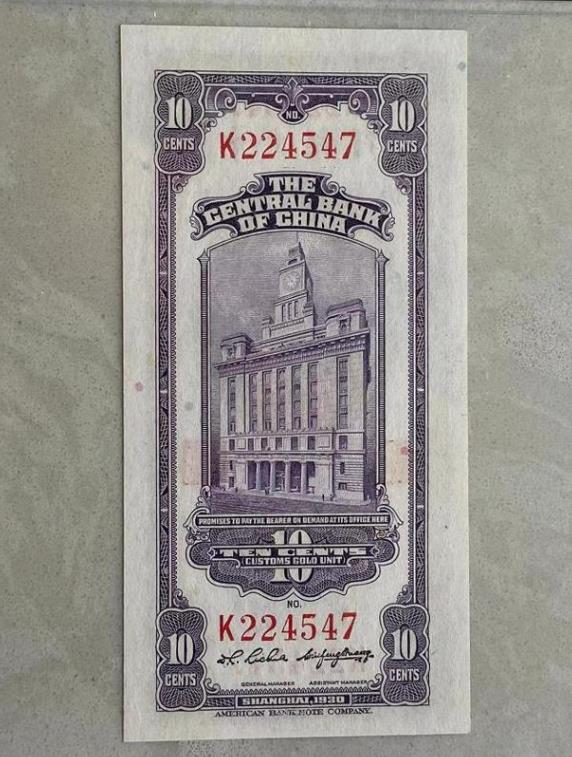 10 CENTS
NO.
10 CENTS
K224547
THE
CENTRAL BANK
OF CHINA
PROMISES TO PAY THE BEARER ON DEMAND AT ITS OFFICE HERE
10
TEN CENTS
(CUSTOMS GOLD UNIT)
10
NO.
K224547
10 CENTS
10 CENTS
GENERAL MANAGER ASSISTANT MANAGER
SHANGHAI, 1930
AMERICAN BANK NOTE COMPANY.